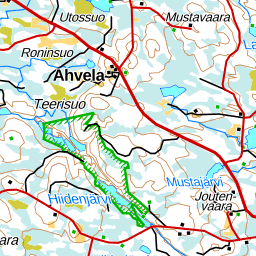 Utossuo
Mustavaara
Roninsuo
Ahvela
Teerisuo
Mustajärvi
Hiidenjärvi
Jouten-
vaara